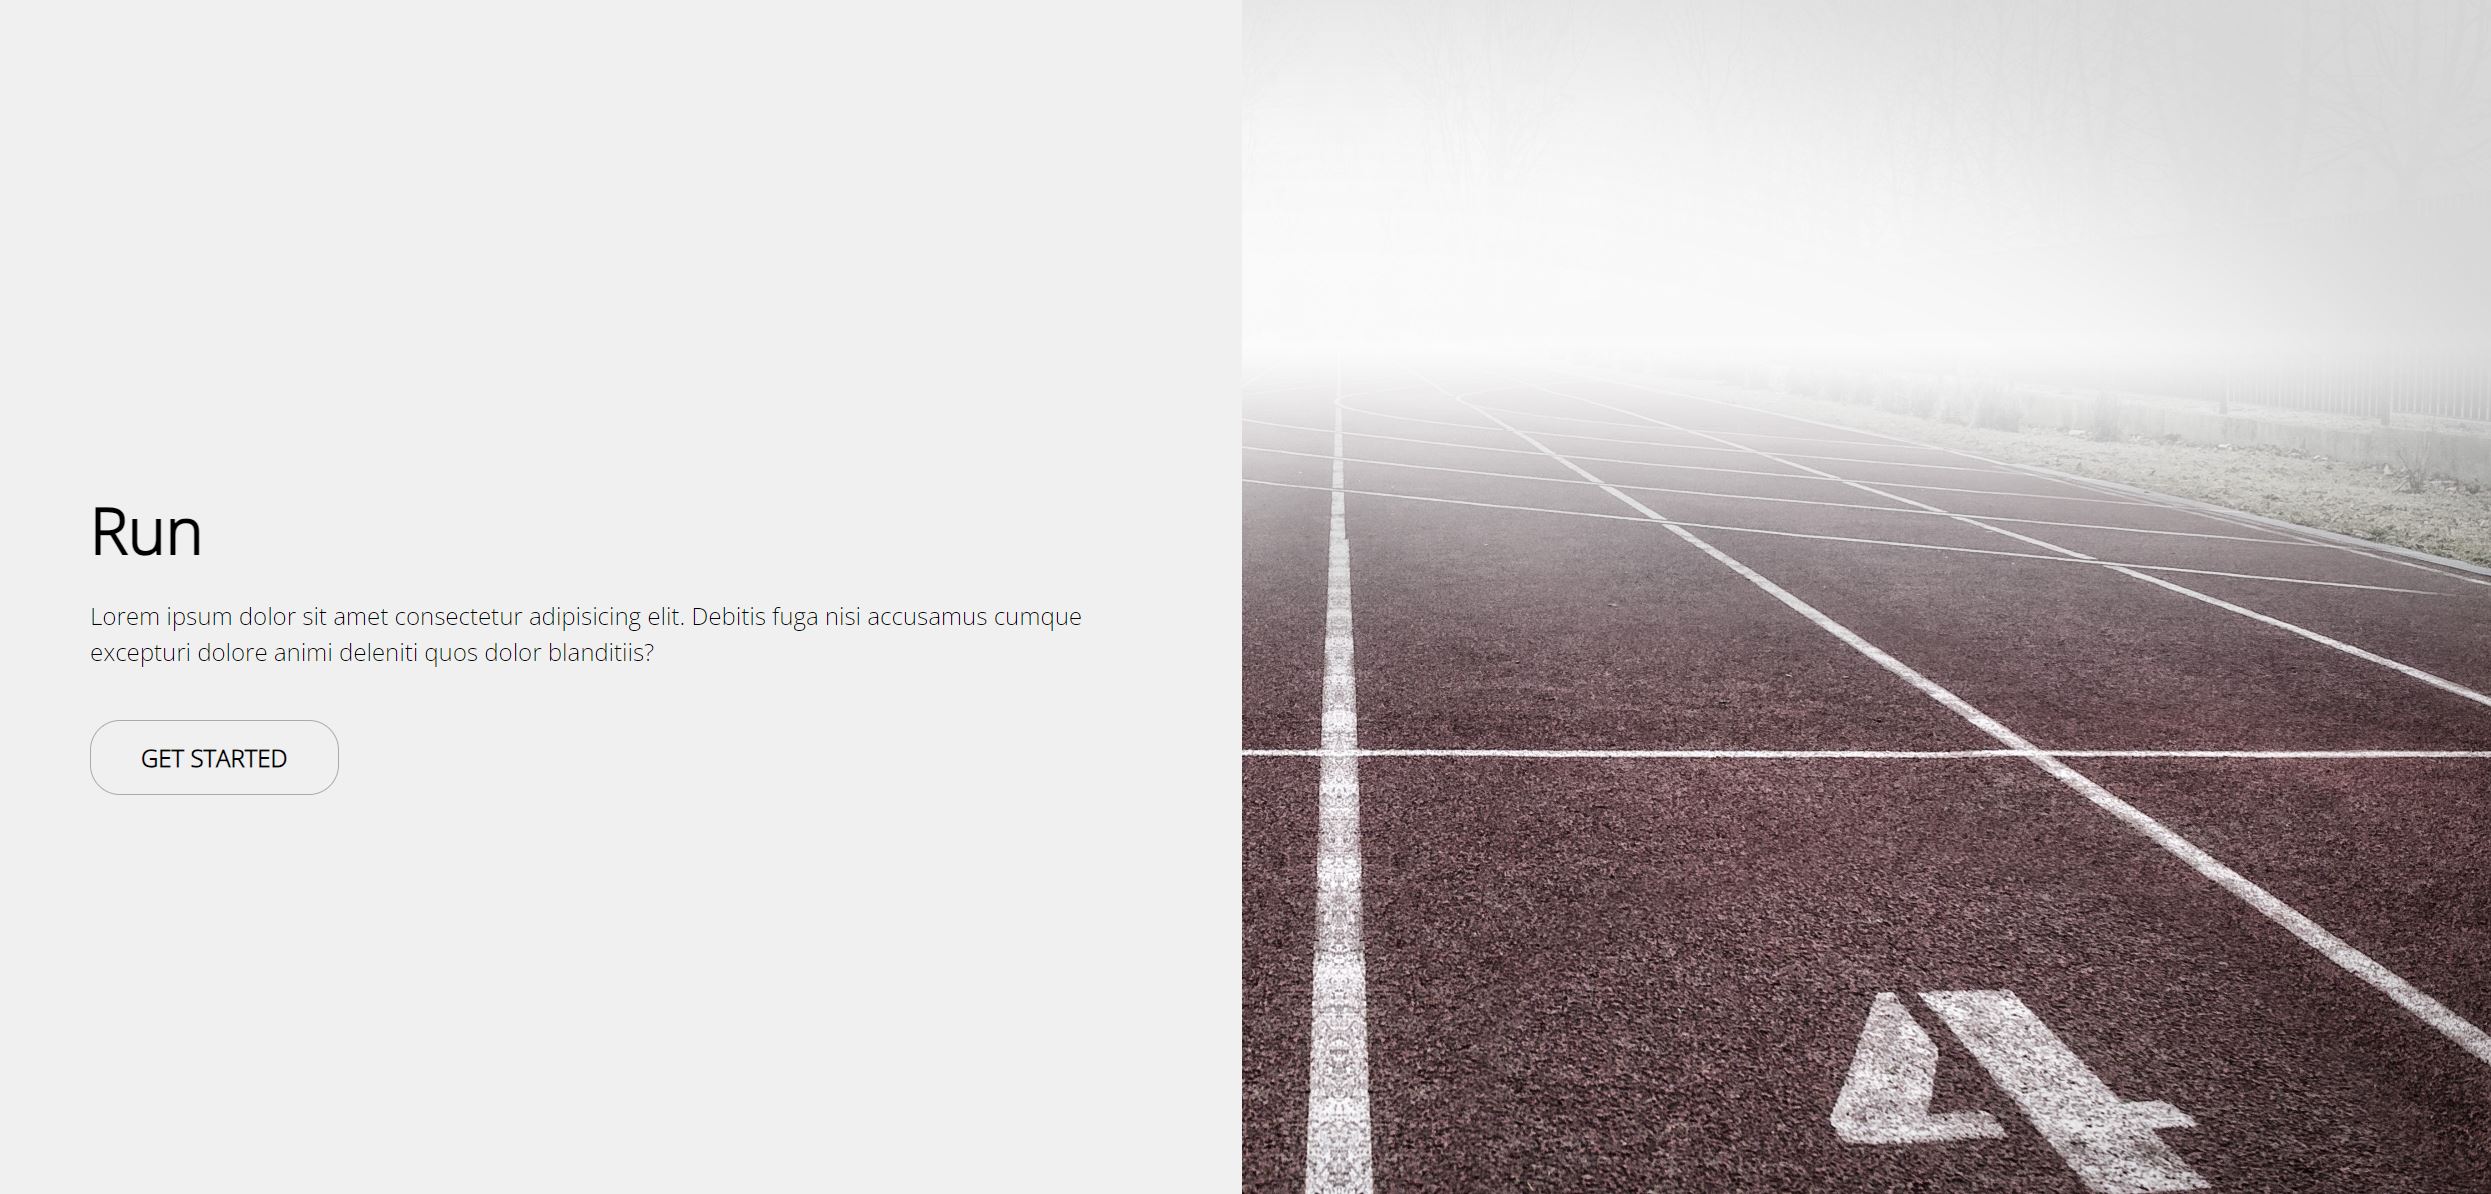 Run
Lorem ipsum dolor sit amet consectetur adipisicing elit. Debitis fuga nisi accusamus cumque
excepturi dolore animi deleniti quos dolor blanditiis?
GET STARTED
4